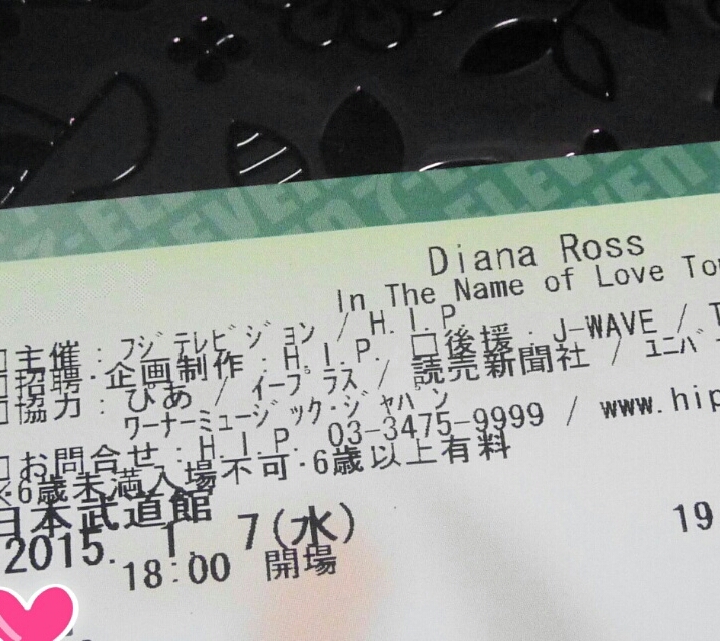 7-ELEVEN 7-ELEVEN
Diana Ross
In The Name of Love
□主催：フジテレビジョン / H.I.P.
□招聘・企画制作：H.I.P. □後援：J-WAVE /
□協力：ぴあ / イープラス / 読売新聞社 /
ワーナーミュージック・ジャパン
□お問合せ：H.I.P. 03-3475-9999 / www.hip
※6歳未満入場不可・6歳以上有料
日本武道館
2015. 1. 7(水)
18:00 開場
19